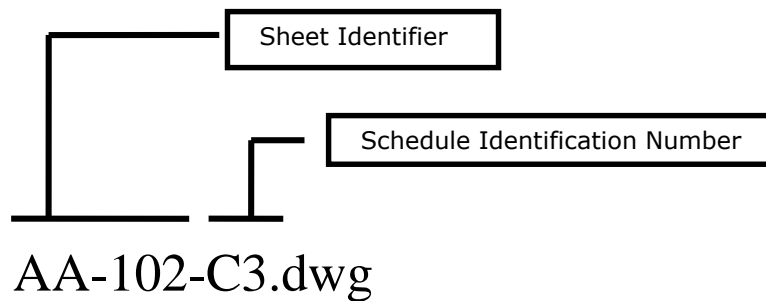 Sheet Identifier
Schedule Identification Number
AA-102-C3.dwg